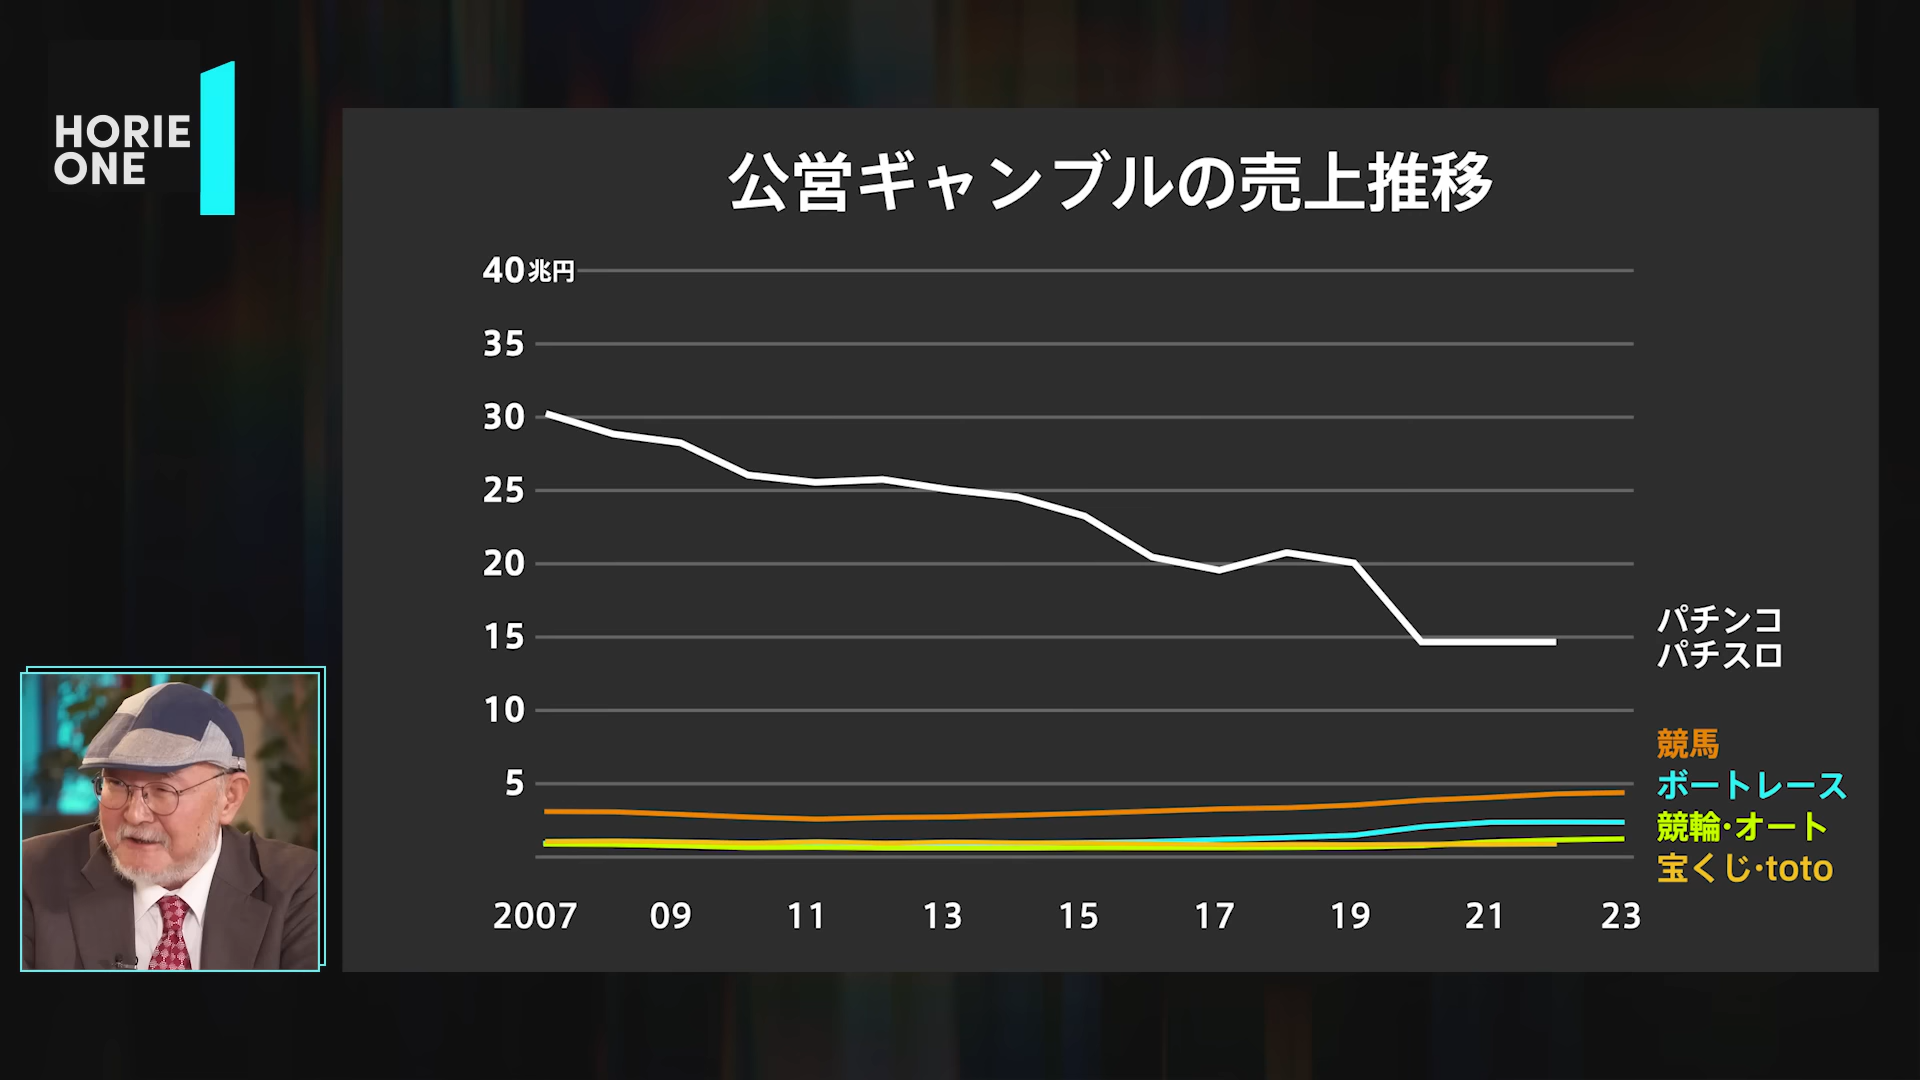 HORIE
ONE
公営ギャンブルの売上推移
40兆円
35
30
25
20
15
10
5
パチンコ
パチスロ
競馬
ボートレース
競輪・オート
宝くじ・toto
2007 09 11 13 15 17 19 21 23